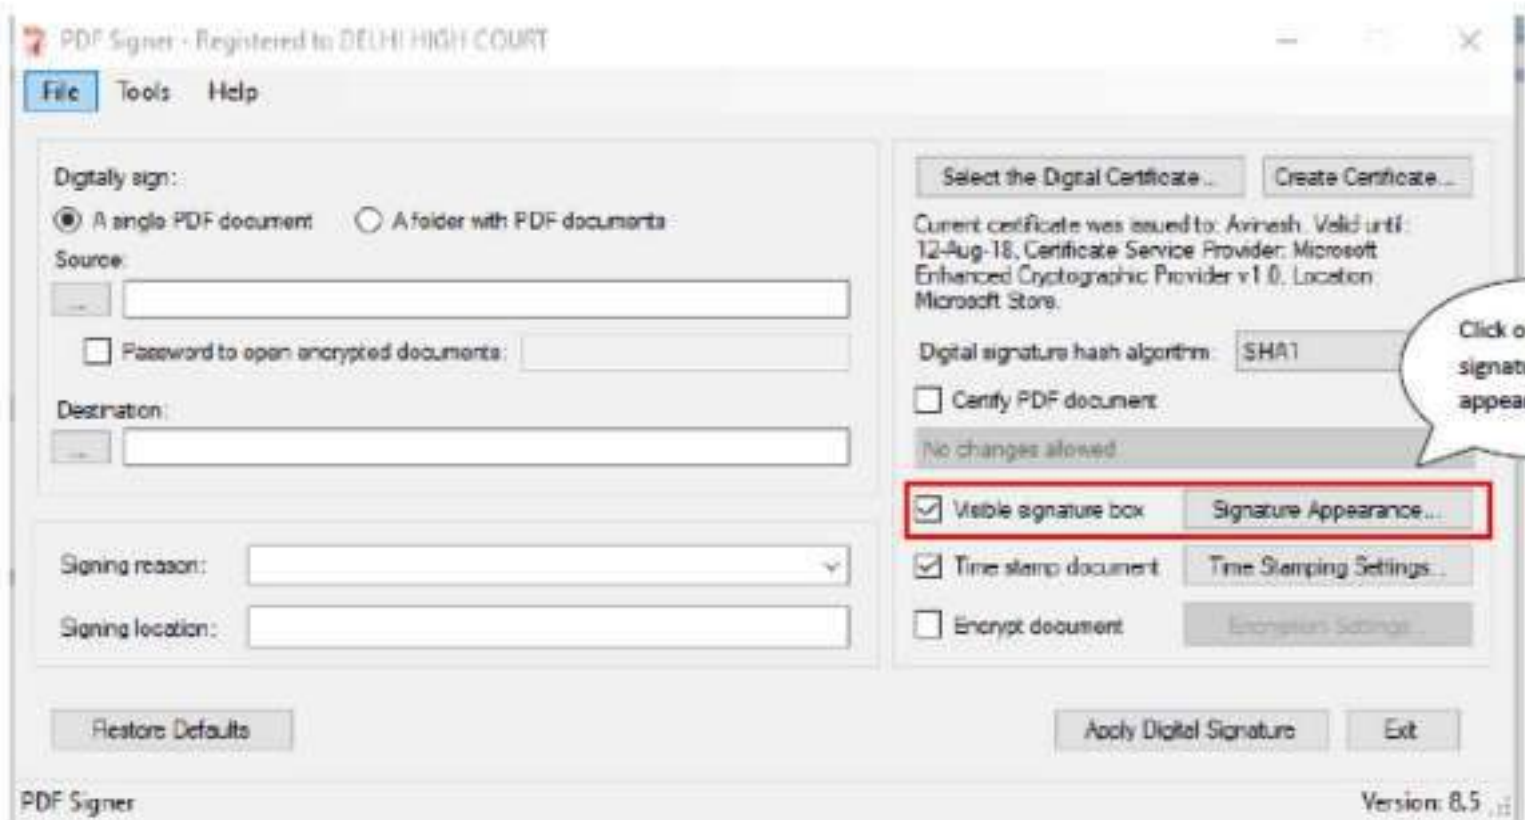 PDF Signer - Registered to DELHI HIGH COURT
File Tools Help
Digitally sign:
A single PDF document
A folder with PDF documents
Source:
...
Password to open encrypted documents:
Destination:
...
Signing reason:
Signing location:
Select the Digital Certificate...
Create Certificate...
Current certificate was issued to: Avinash. Valid until:
12-Aug-18, Certificate Service Provider: Microsoft
Enhanced Cryptographic Provider v1.0, Location:
Microsoft Store.
Digital signature hash algorithm: SHA1
Certify PDF document
No changes allowed
Visible signature box
Signature Appearance...
Time stamp document
Time Stamping Settings...
Encrypt document
Encryption Settings...
Click o
signatu
appear
Restore Defaults
Apply Digital Signature
Exit
PDF Signer
Version: 8.5